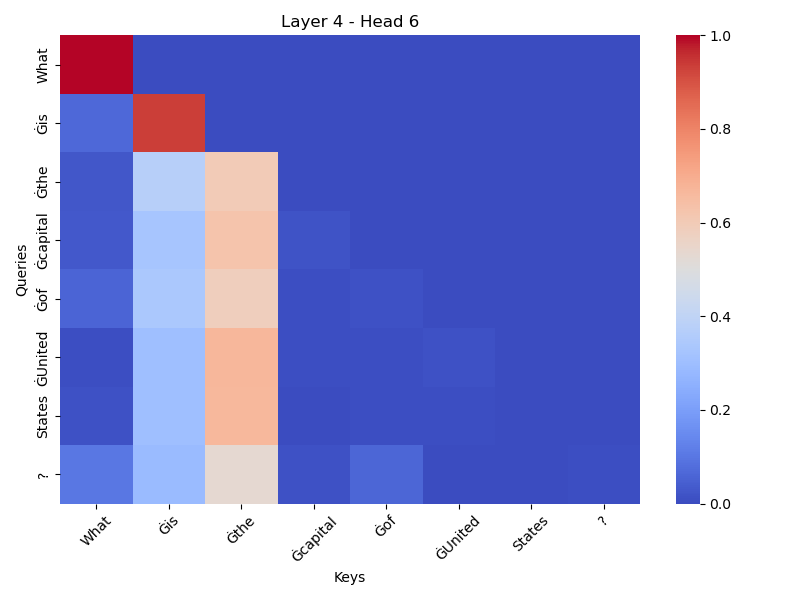 Layer 4 - Head 6
Queries
What
Ġis
Ġthe
Ġcapital
Ġof
ĠUnited
States
?
What
Ġis
Ġthe
Ġcapital
Ġof
ĠUnited
States
?
Keys
1.0
0.8
0.6
0.4
0.2
0.0